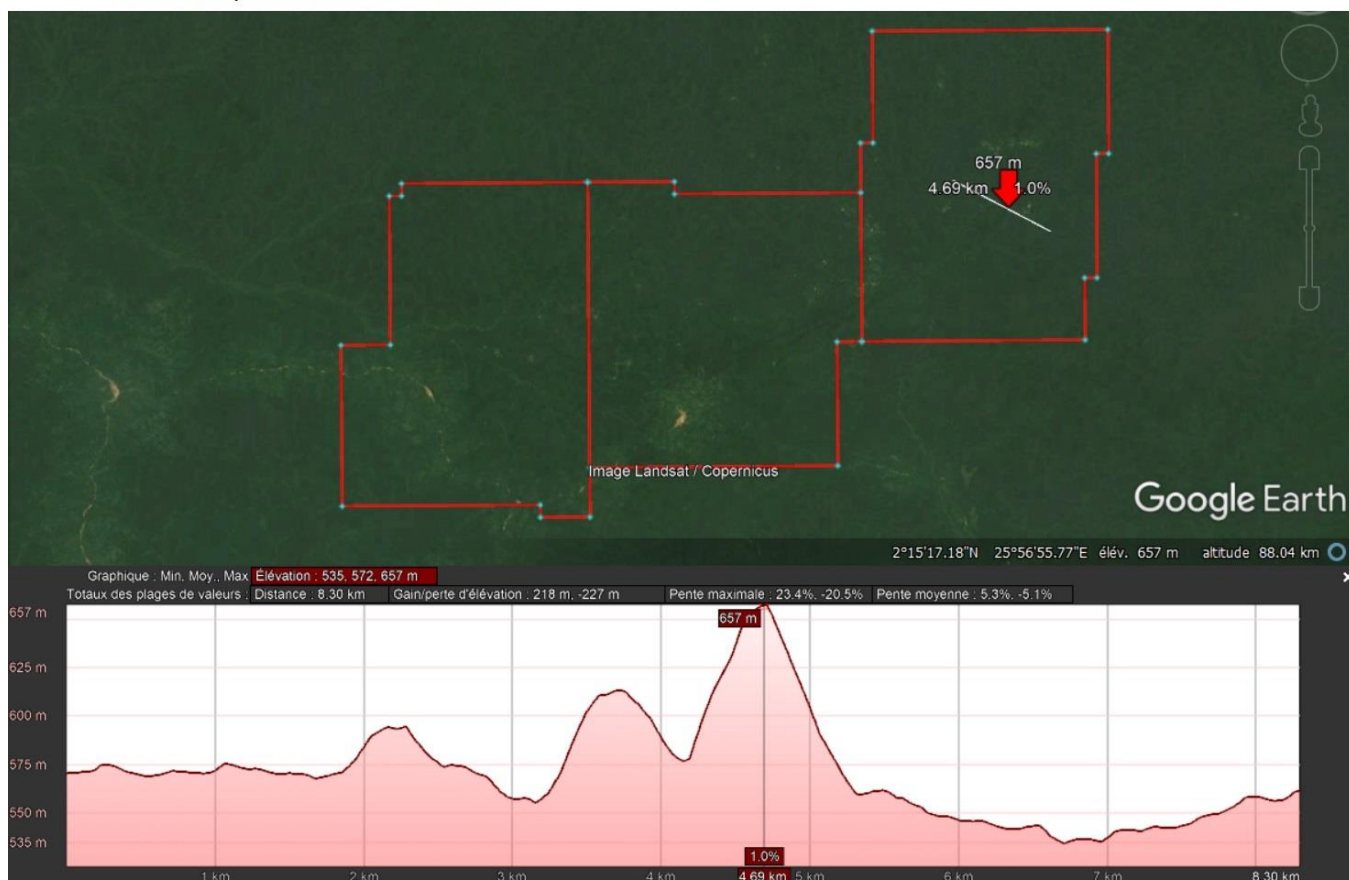 657 m
4.69 km 1.0%
Image Landsat / Copernicus
Google Earth
2°15'17.18"N 25°56'55.77"E élév. 657 m altitude 88.04 km
Graphique : Min, Moy., Max Élévation : 535, 572, 657 m
Totaux des plages de valeurs : Distance : 8.30 km Gain/perte d'élévation : 218 m, -227 m Pente maximale : 23.4%, -20.5% Pente moyenne : 5.3%, -5.1%
657 m
657 m
625 m
600 m
575 m
550 m
535 m
1.0%
1 km 2 km 3 km 4 km 4.69 km 5 km 6 km 7 km 8.30 km